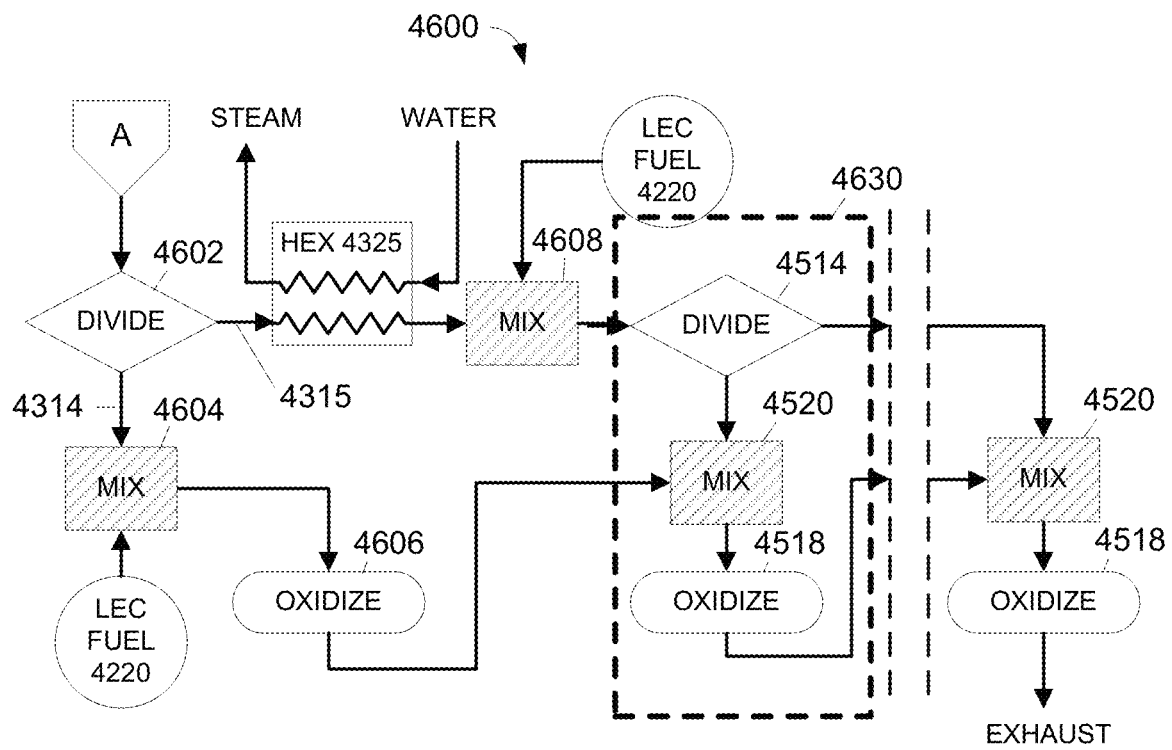 4600
A
STEAM
WATER
LEC
FUEL
4220
4630
4602
HEX 4325
4608
4514
DIVIDE
MIX
DIVIDE
4314
4604
4315
4520
4520
MIX
MIX
MIX
4606
4518
4518
LEC
FUEL
4220
OXIDIZE
OXIDIZE
OXIDIZE
EXHAUST